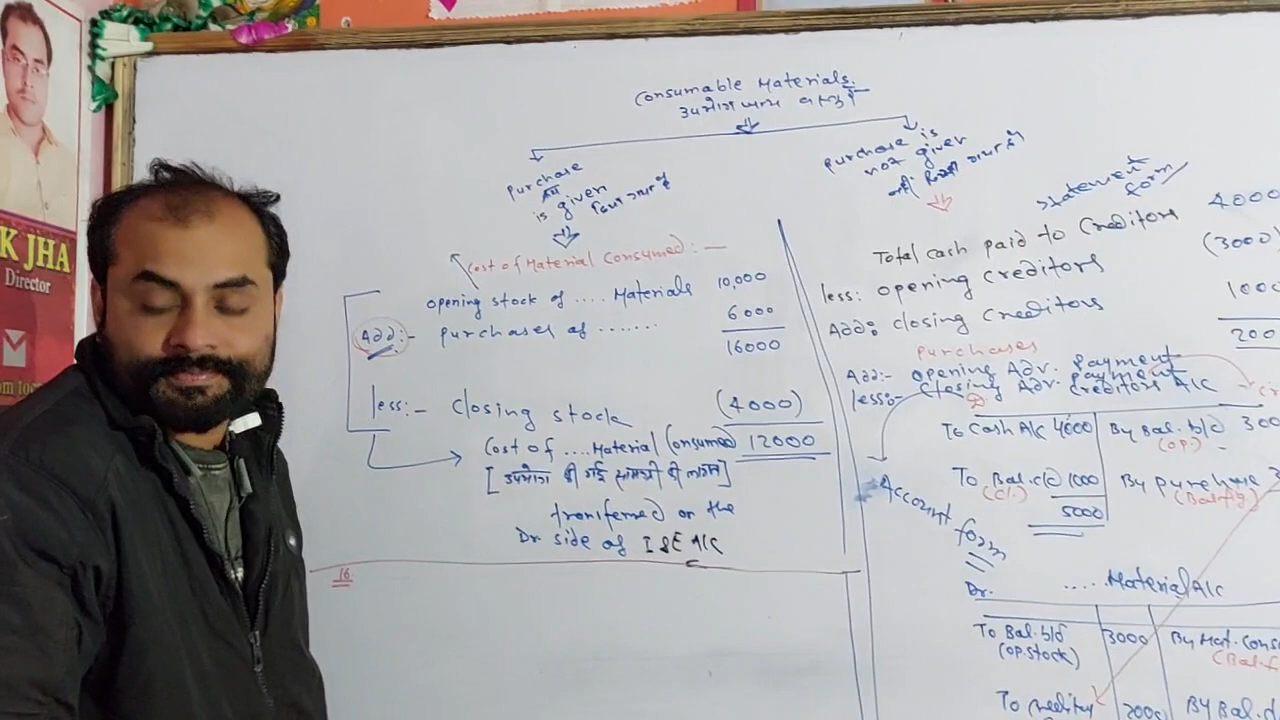 K JHA
Director
Consumable Materials
उपभोग
Purchase
is given
दिया गया है
Purchase is
not given
नहीं दिया गया है
Statement
form
Cost of Material Consumed :-
opening stock of .... Materials 10,000
Add:- purchases of ....... 6000
16000
less:- Closing stock (4000)
Cost of .... Material Consumed 12000
[उपभोग की गई सामग्री की लागत]
transferred on the
Dr. side of I & E A/c
16.
Total cash paid to Creditors 4000
less: opening Creditors (3000)
Add: closing Creditors 1000
200
Purchases
Add:- opening Adv. payment
less:- Closing Adv. payment
D. Creditors A/c
To Cash A/c 4000 By Bal. b/d 300
(op.)
To Bal. c/d 1000 By purchase
(Cl.) (Bal. fig.)
5000
Account form
Dr. ..... Material A/c
To Bal. b/d 3000 By Mat. Cons
(op. stock) (Bal. f
To Creditor 2000 By Bal. d